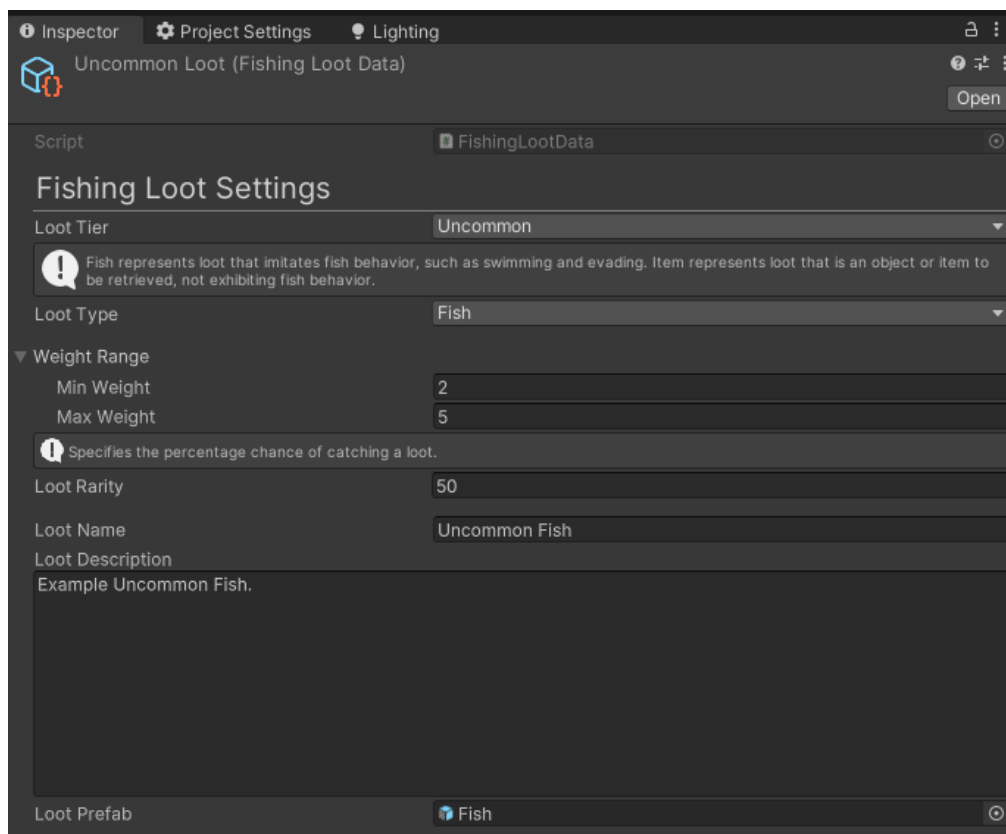 Inspector Project Settings Lighting
Uncommon Loot (Fishing Loot Data)
Open
Script FishingLootData
Fishing Loot Settings
Loot Tier Uncommon
Fish represents loot that imitates fish behavior, such as swimming and evading. Item represents loot that is an object or item to
be retrieved, not exhibiting fish behavior.
Loot Type Fish
Weight Range
Min Weight 2
Max Weight 5
Specifies the percentage chance of catching a loot.
Loot Rarity 50
Loot Name Uncommon Fish
Loot Description
Example Uncommon Fish.
Loot Prefab Fish